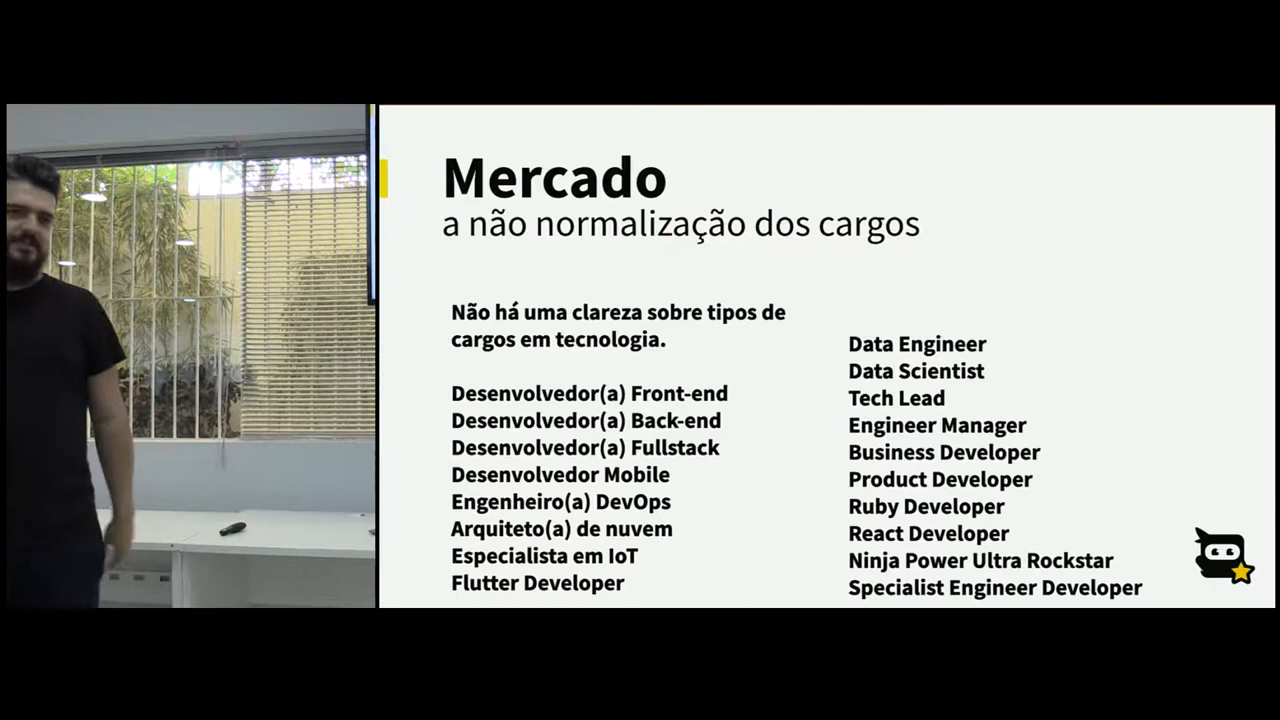 Mercado
a não normalização dos cargos
Não há uma clareza sobre tipos de
cargos em tecnologia.
Desenvolvedor(a) Front-end
Desenvolvedor(a) Back-end
Desenvolvedor(a) Fullstack
Desenvolvedor Mobile
Engenheiro(a) DevOps
Arquiteto(a) de nuvem
Especialista em IoT
Flutter Developer
Data Engineer
Data Scientist
Tech Lead
Engineer Manager
Business Developer
Product Developer
Ruby Developer
React Developer
Ninja Power Ultra Rockstar
Specialist Engineer Developer